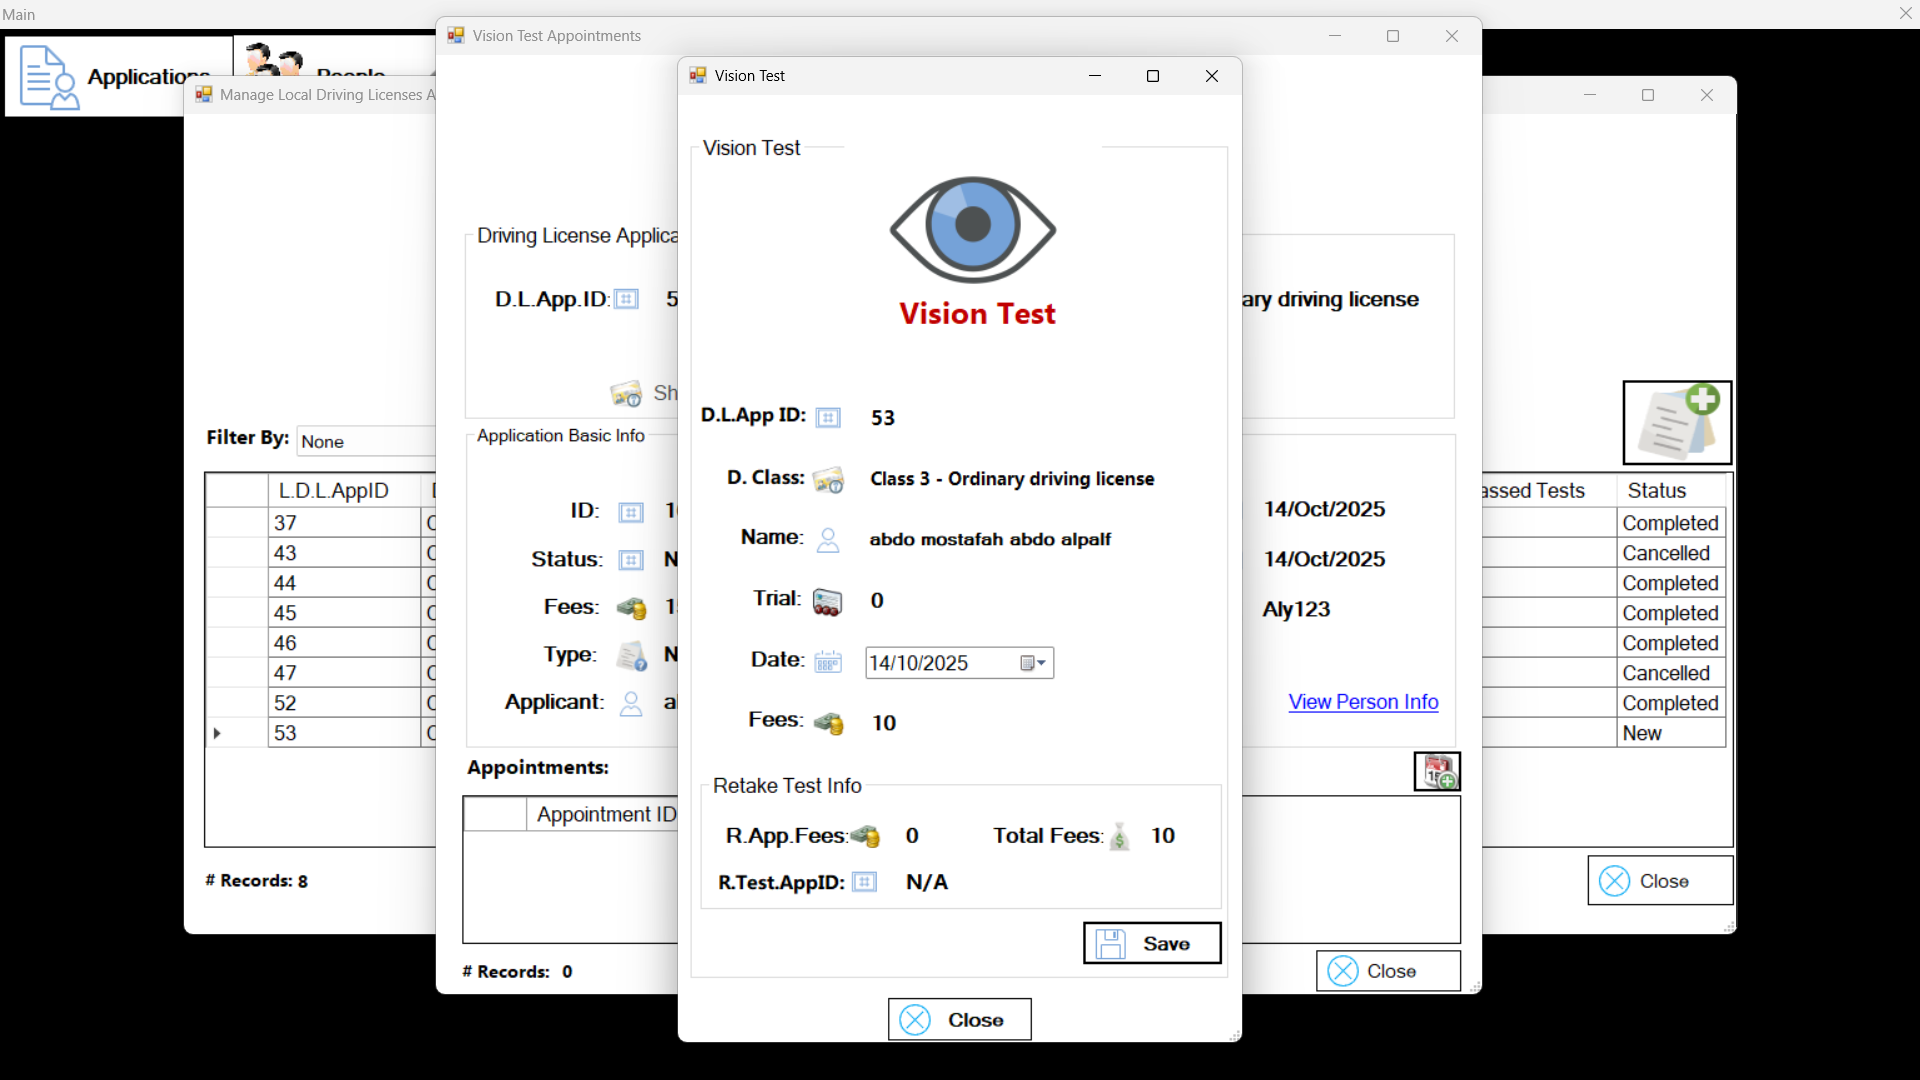 Main
Applications
People
Manage Local Driving Licenses A
Filter By:
None
L.D.L.AppID
assed Tests
Status
37
Completed
43
Cancelled
44
Completed
45
Completed
46
Completed
47
Cancelled
52
Completed
53
New
# Records: 8
Close
Vision Test Appointments
Driving License Applica
D.L.App.ID:
5
ary driving license
Sh
Application Basic Info
ID:
14/Oct/2025
Status:
N
14/Oct/2025
Fees:
Aly123
Type:
N
Applicant:
a
View Person Info
Appointments:
Appointment ID
# Records: 0
Close
Vision Test
Vision Test
Vision Test
D.L.App ID:
53
D. Class:
Class 3 - Ordinary driving license
Name:
abdo mostafah abdo alpalf
Trial:
0
Date:
14/10/2025
Fees:
10
Retake Test Info
R.App.Fees:
0
Total Fees:
10
R.Test.AppID:
N/A
Save
Close